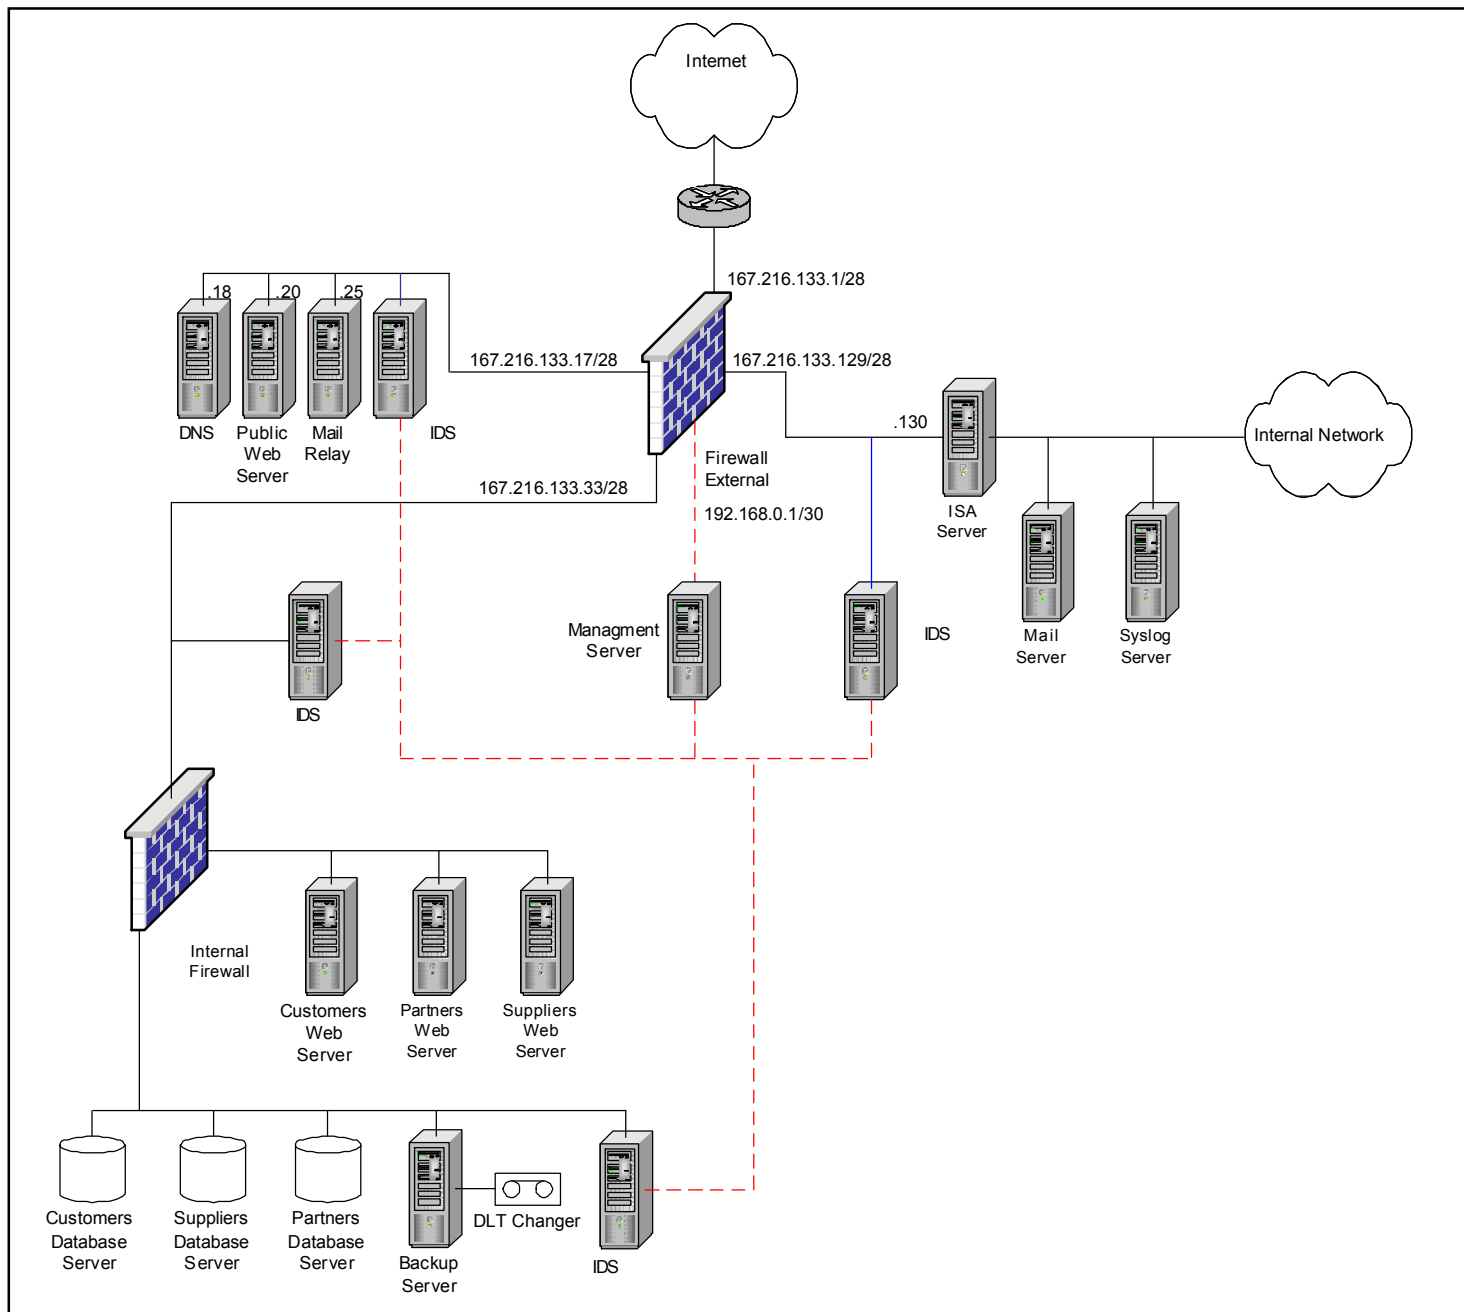 Internet
167.216.133.1/28
.18
.20
.25
167.216.133.17/28
167.216.133.129/28
DNS
Public
Web
Server
Mail
Relay
IDS
.130
Internal Network
Firewall
External
167.216.133.33/28
192.168.0.1/30
ISA
Server
Managment
Server
IDS
Mail
Server
Syslog
Server
IDS
Internal
Firewall
Customers
Web
Server
Partners
Web
Server
Suppliers
Web
Server
Customers
Database
Server
Suppliers
Database
Server
Partners
Database
Server
Backup
Server
DLT Changer
IDS